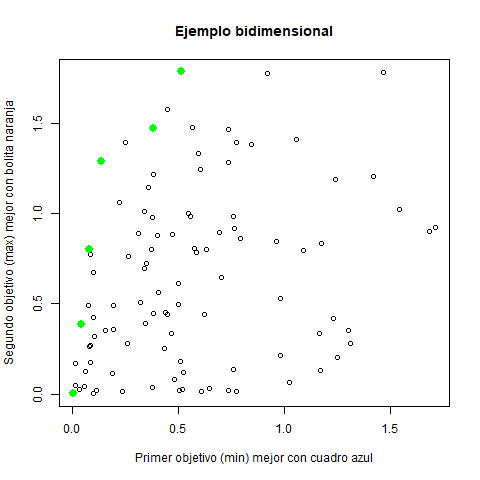 Ejemplo bidimensional
Segundo objetivo (max) mejor con bolita naranja
1.5
1.0
0.5
0.0
0.0 0.5 1.0 1.5
Primer objetivo (min) mejor con cuadro azul